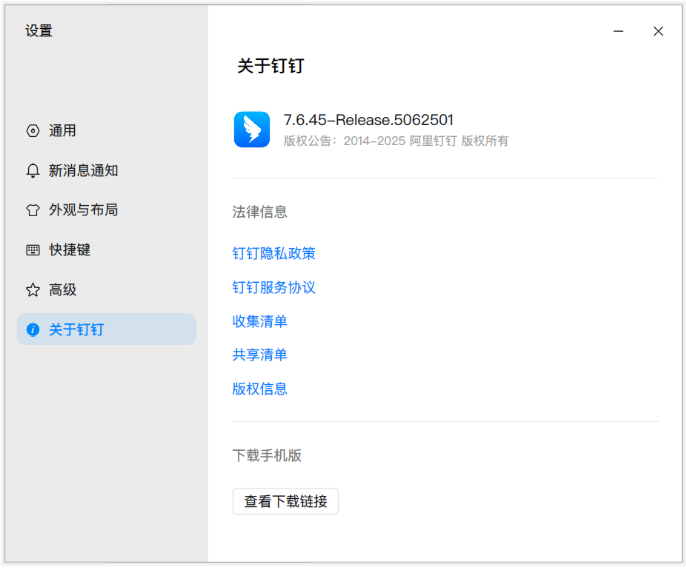 设置
关于钉钉
7.6.45-Release.5062501
版权公告：2014-2025 阿里钉钉 版权所有
通用
新消息通知
外观与布局
快捷键
高级
关于钉钉
法律信息
钉钉隐私政策
钉钉服务协议
收集清单
共享清单
版权信息
下载手机版
查看下载链接